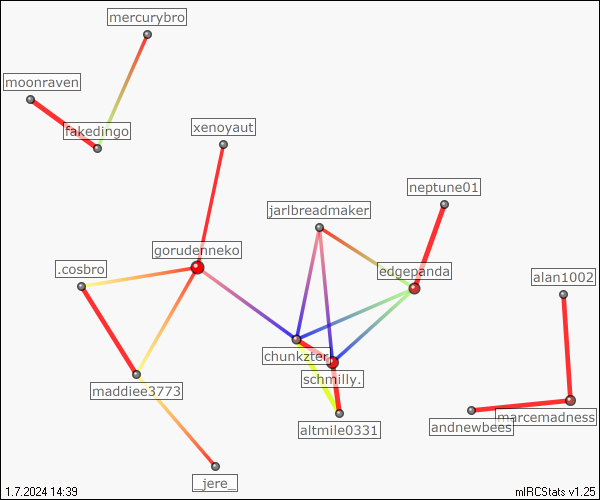 mercurybro
moonraven
fakedingo
xenoyaut
neptune01
jarlbreadmaker
gorudenneko
.cosbro
edgepanda
alan1002
chunkzter
schmilly.
maddiee3773
marcemadness
andnewbees
altmile0331
_jere_
1.7.2024 14:39
mIRCStats v1.25